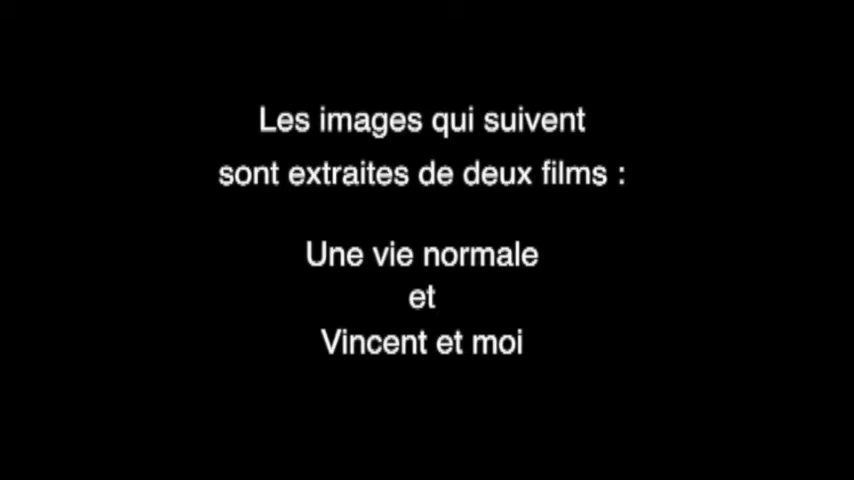 Les images qui suivent
sont extraites de deux films :
Une vie normale
et
Vincent et moi